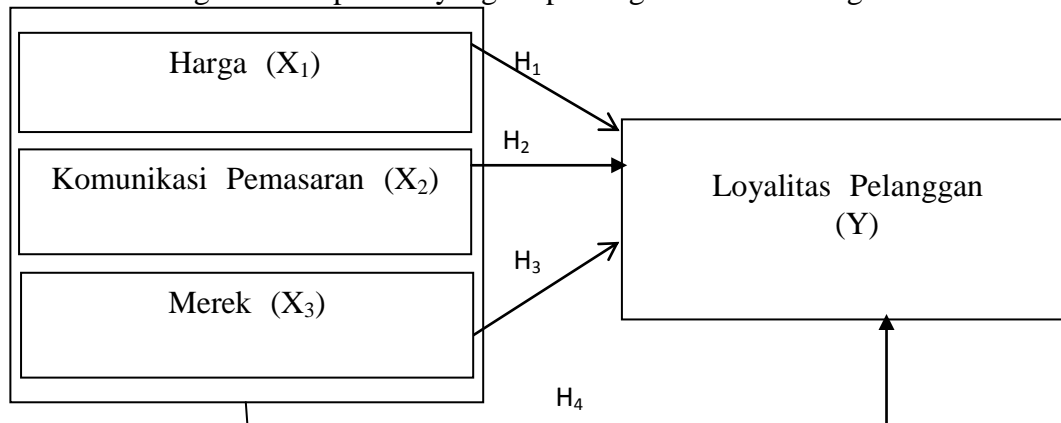 Harga (X₁)
H₁
H₂
Komunikasi Pemasaran (X₂)
Loyalitas Pelanggan
(Y)
H₃
Merek (X₃)
H₄